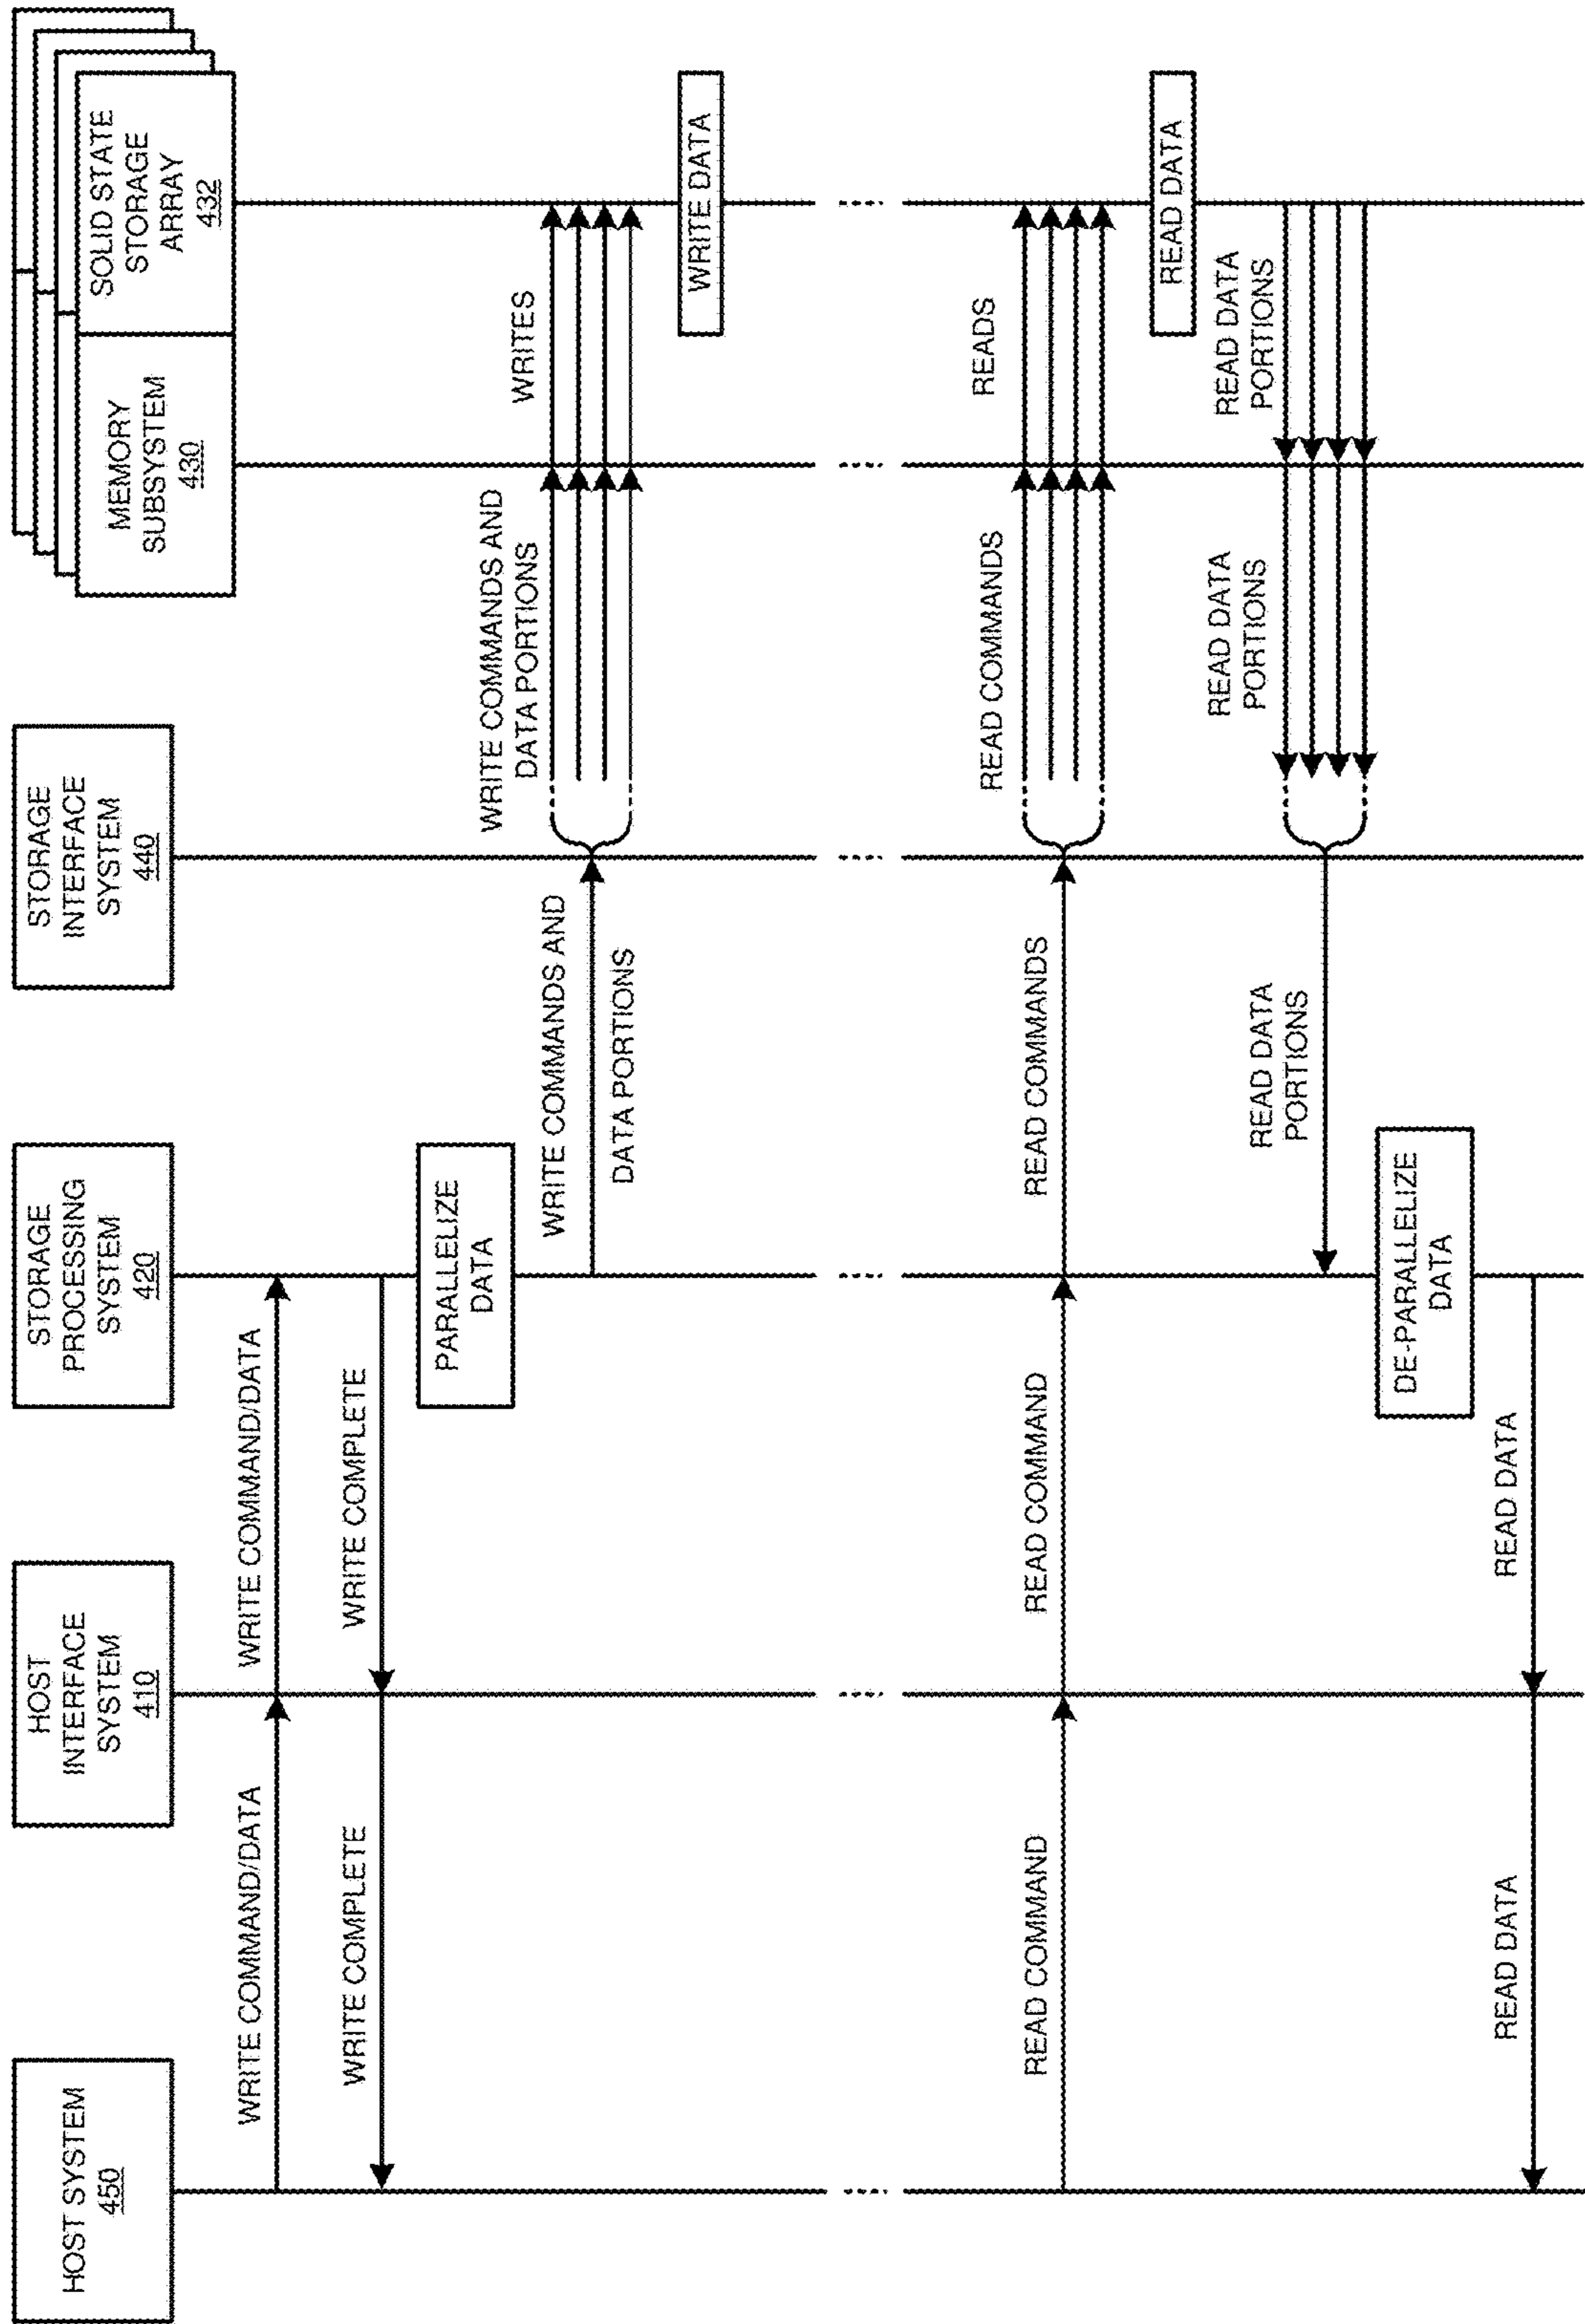 HOST SYSTEM
450
HOST
INTERFACE
SYSTEM
410
STORAGE
PROCESSING
SYSTEM
420
STORAGE
INTERFACE
SYSTEM
440
MEMORY
SUBSYSTEM
430
SOLID STATE
STORAGE
ARRAY
432
WRITE COMMAND/DATA
WRITE COMMAND/DATA
WRITE COMPLETE
WRITE COMPLETE
PARALLELIZE
DATA
WRITE COMMANDS AND
DATA PORTIONS
WRITE COMMANDS AND
DATA PORTIONS
WRITES
WRITE DATA
READ COMMAND
READ COMMAND
READ COMMANDS
READ COMMANDS
READS
READ DATA
READ DATA
PORTIONS
READ DATA
PORTIONS
READ DATA
PORTIONS
DE-PARALLELIZE
DATA
READ DATA
READ DATA